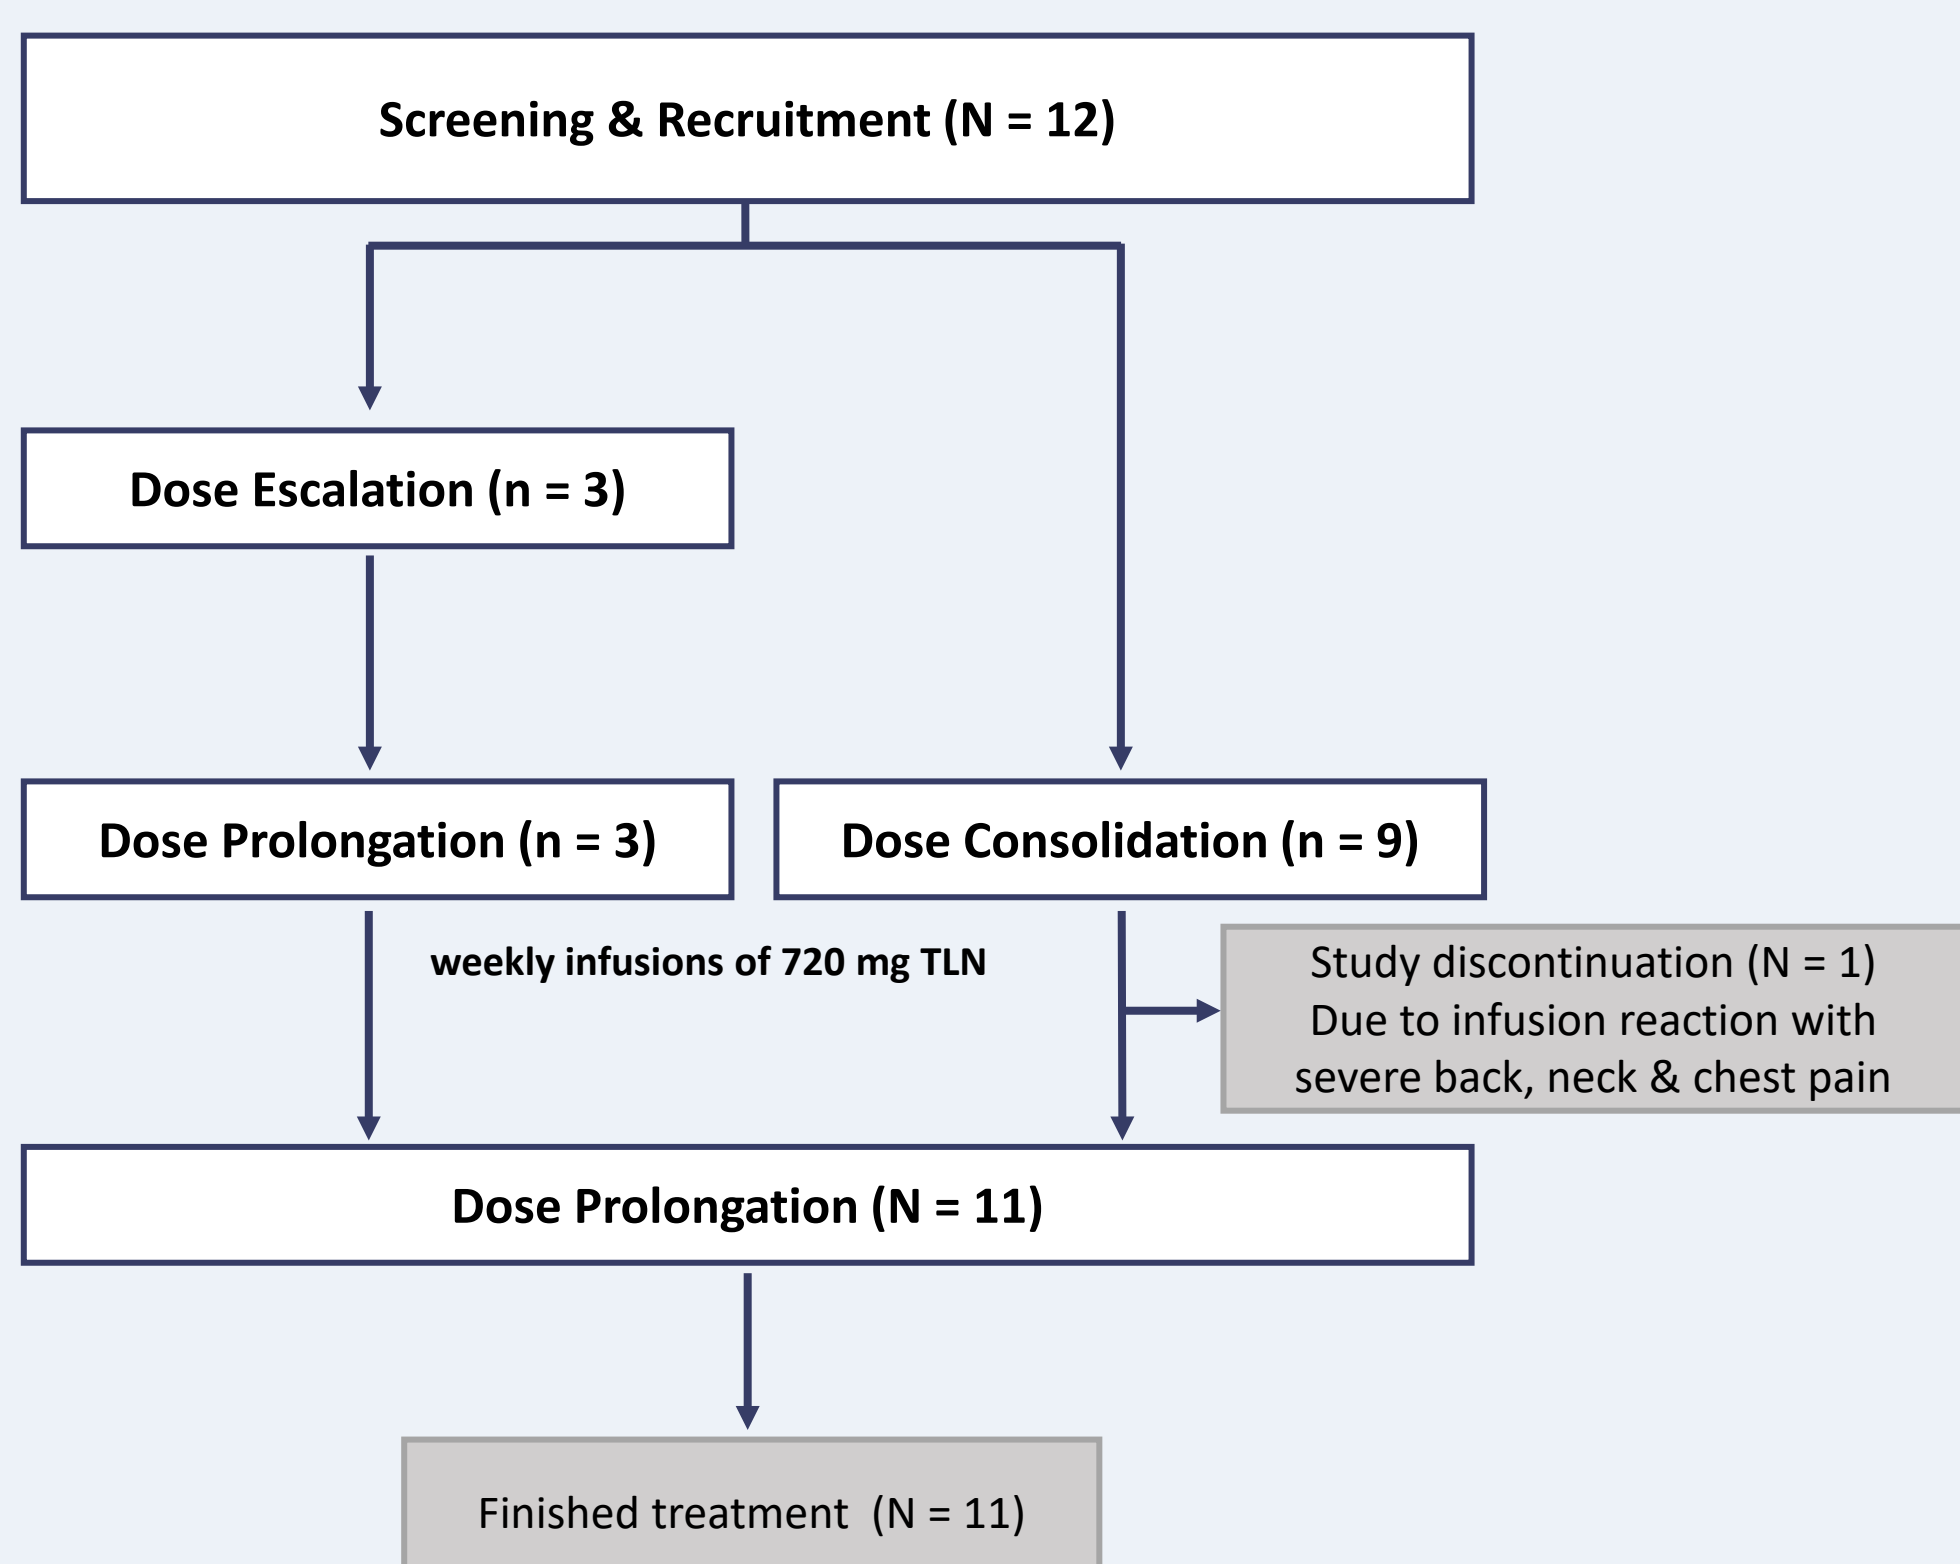 Screening & Recruitment (N = 12)
Dose Escalation (n = 3)
Dose Prolongation (n = 3)
Dose Consolidation (n = 9)
weekly infusions of 720 mg TLN
Study discontinuation (N = 1)
Due to infusion reaction with
severe back, neck & chest pain
Dose Prolongation (N = 11)
Finished treatment  (N = 11)